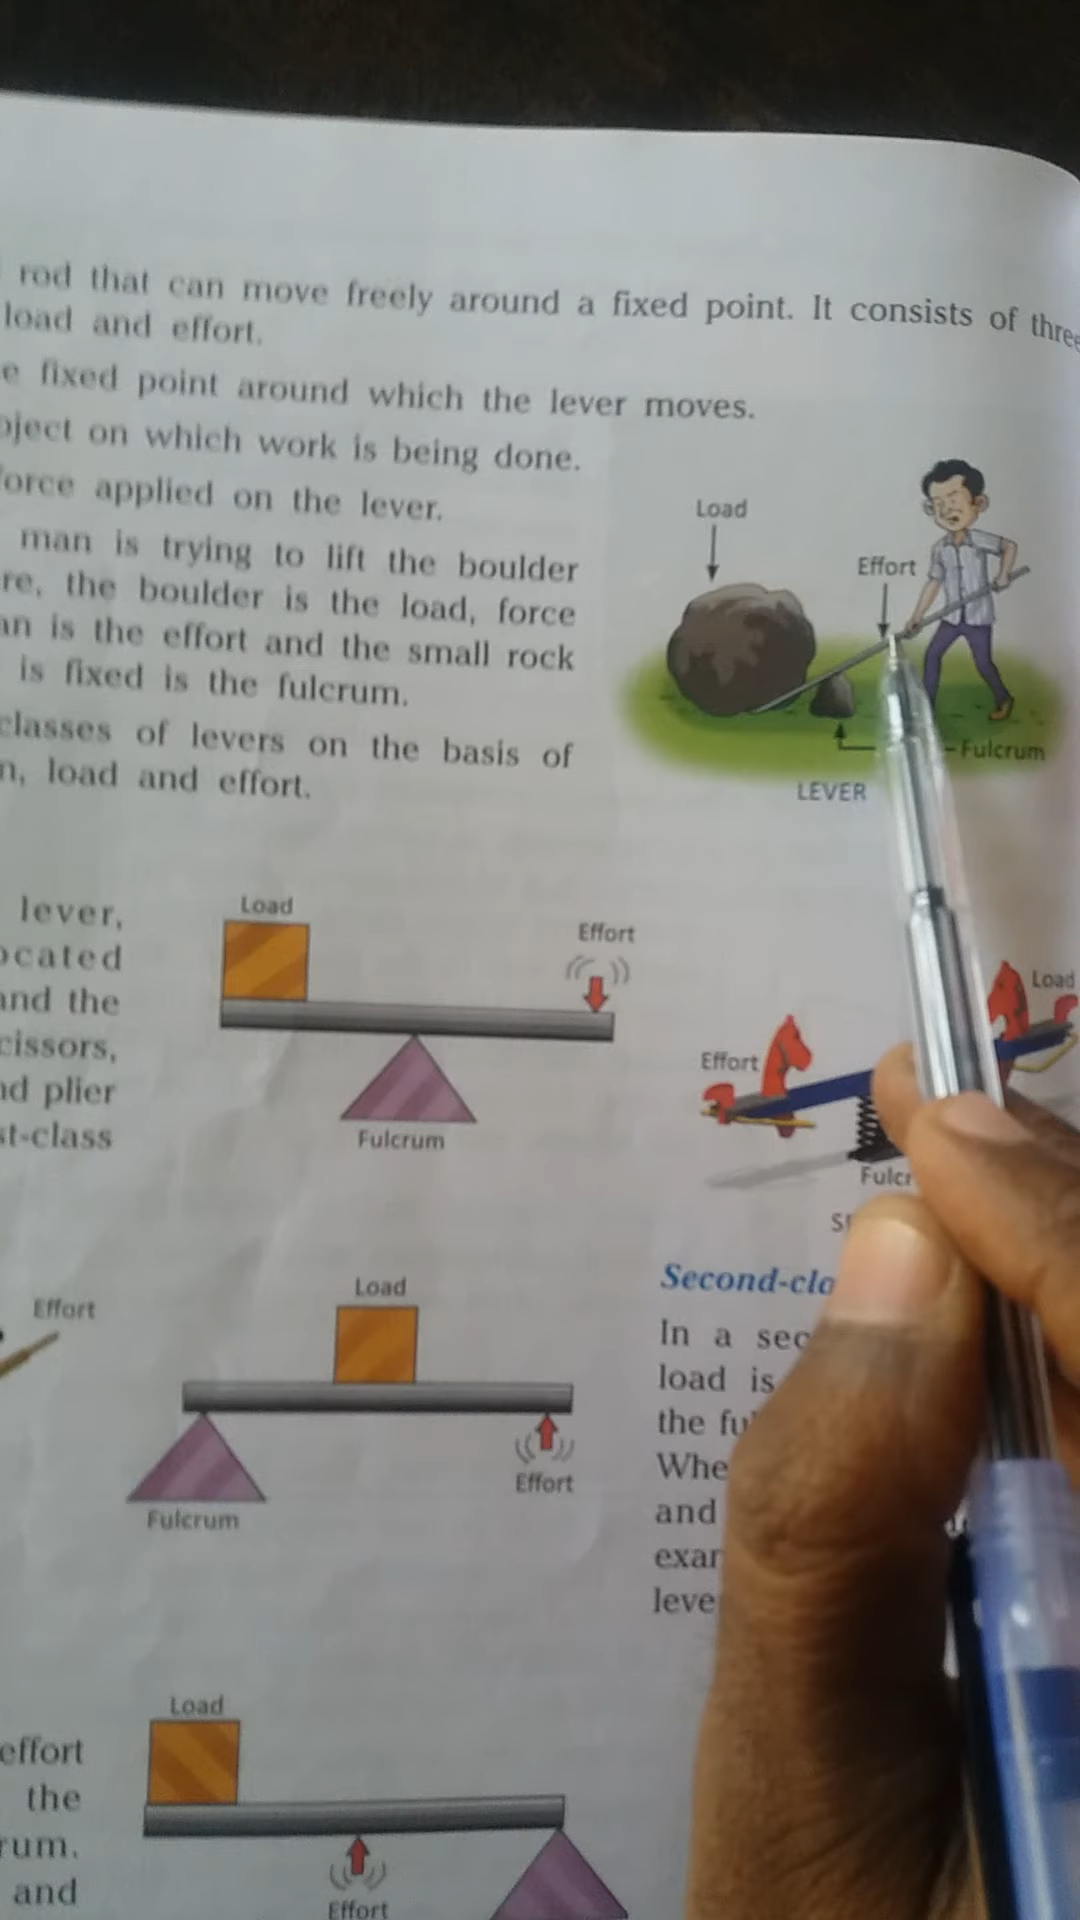 rod that can move freely around a fixed point. It consists of three
load and effort.
e fixed point around which the lever moves.
bject on which work is being done.
force applied on the lever.
man is trying to lift the boulder
re, the boulder is the load, force
an is the effort and the small rock
is fixed is the fulcrum.
classes of levers on the basis of
n, load and effort.
Load
Effort
Fulcrum
LEVER
lever,
ocated
and the
cissors,
nd plier
st-class
Load
Effort
Fulcrum
Load
Effort
Fulcr
Effort
Load
Effort
Fulcrum
Second-cla
In a sec
load is
the fu
Whe
and
exam
leve
effort
the
rum.
and
Load
Effort